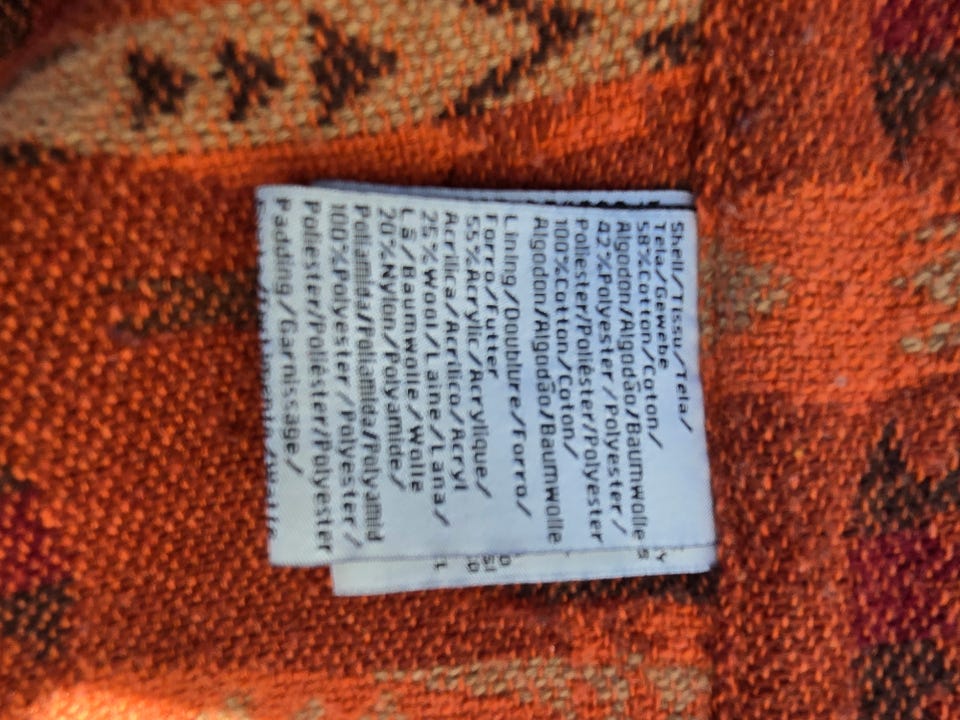 Shell/Tissu/Tela/
Tela/Gewebe
58%Cotton/Coton/
Algodon/Algodão/Baumwolle
42%Polyester/Polyester/
Poliester/Poliéster/Polyester
100%Cotton/Coton/
Algodon/Algodão/Baumwolle
Lining/Doublure/Forro/
Forro/Futter
55%Acrylic/Acrylique/
Acrilica/Acrílico/Acryl
25%Wool/Laine/Lana/
Lã/Baumwolle/Wolle
20%Nylon/Polyamide/
Poliamida/Poliamida/Polyamid
100%Polyester/Polyester/
Poliester/Poliéster/Polyester
Padding/Garnissage/